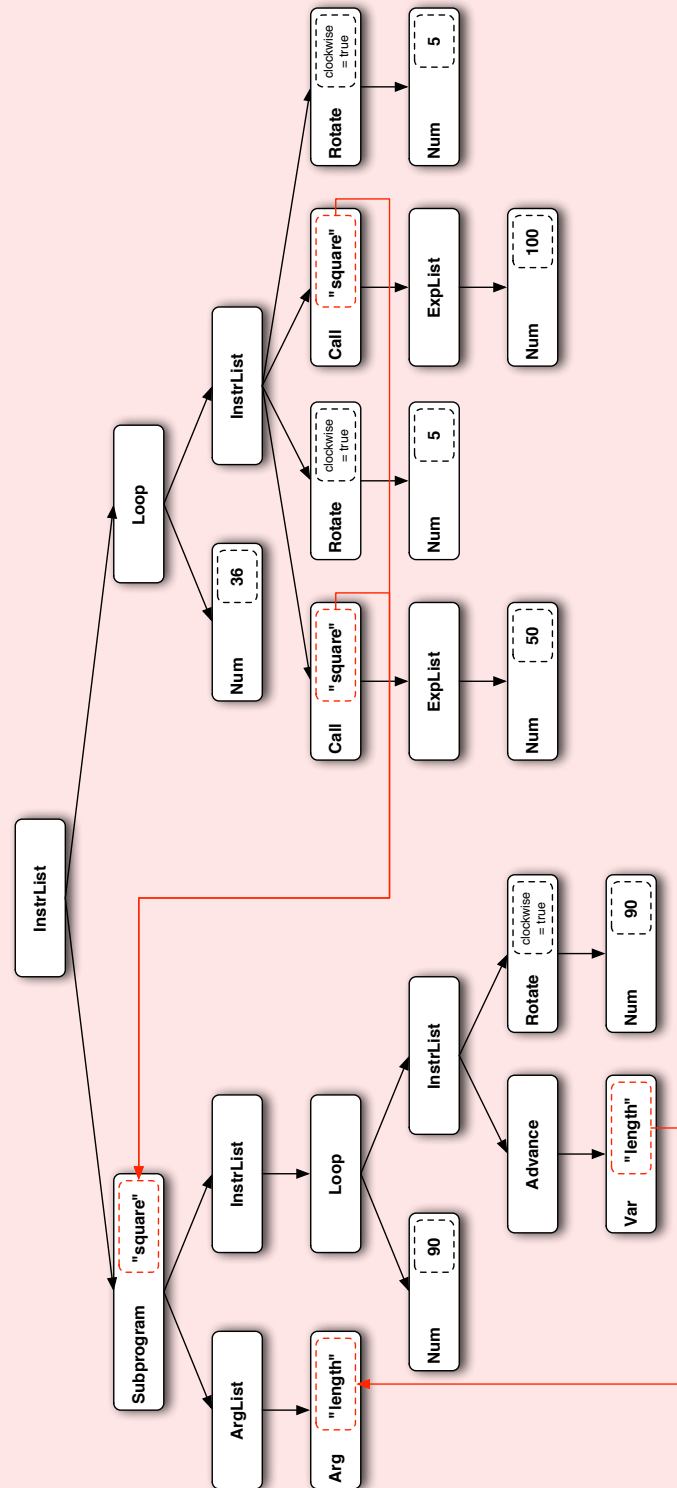 InstrList
Subprogram "square"
Loop
ArgList
InstrList
Num 36
InstrList
Arg "length"
Loop
Call "square"
Rotate
clockwise
= true
Call "square"
Rotate
clockwise
= true
Num 90
InstrList
ExpList
Num 5
ExpList
Num 5
Advance
Rotate
clockwise
= true
Num 50
Num 100
Var "length"
Num 90